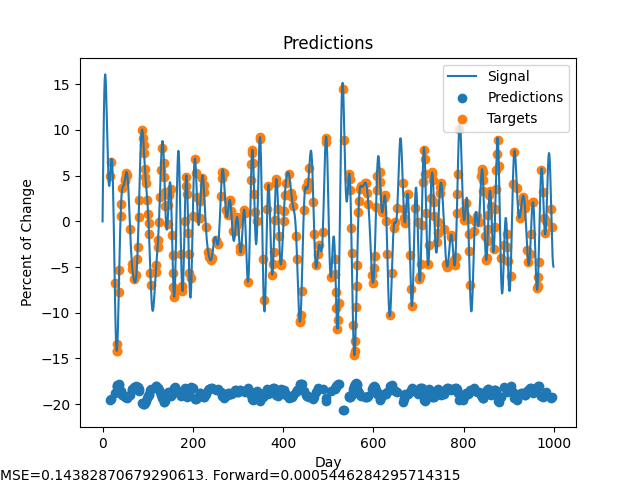 Predictions
Signal
Predictions
Targets
Percent of Change
15
10
5
0
−5
−10
−15
−20
0
200
400
600
800
1000
Day
MSE=0.14382870679290613, Forward=0.0005446284295714315